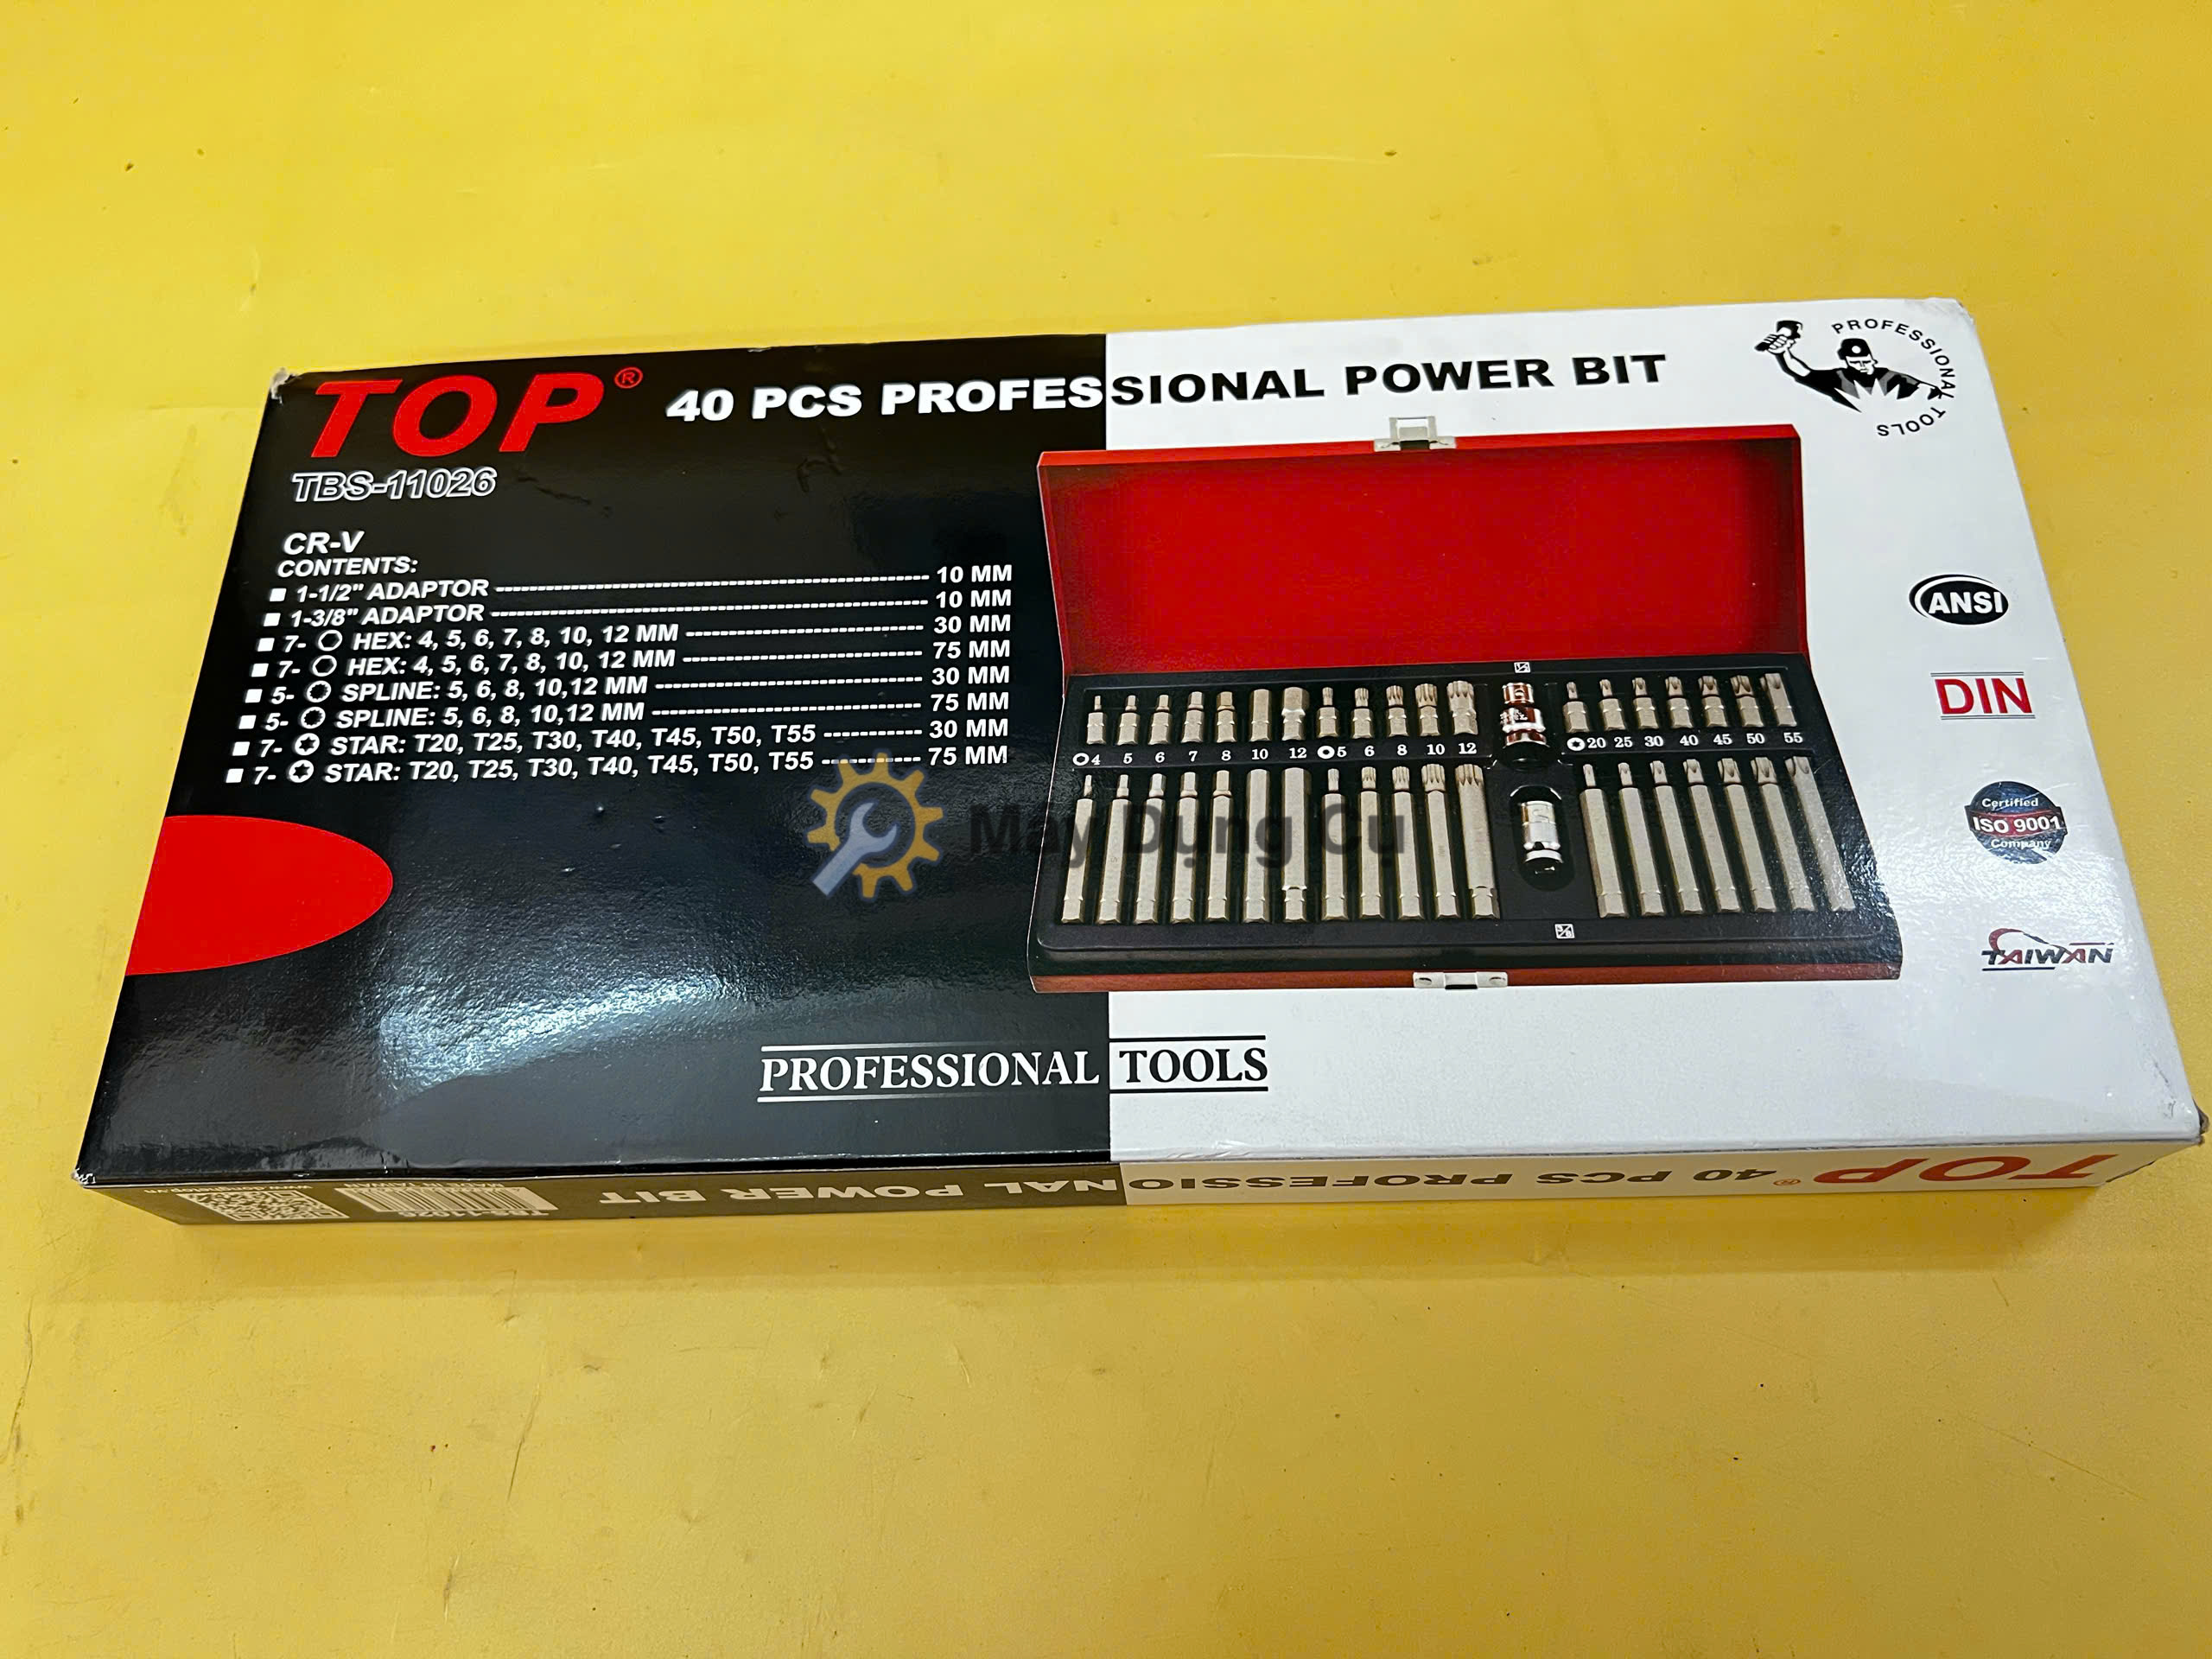 TOP®
40 PCS PROFESSIONAL POWER BIT
PROFESSIONAL TOOLS
TBS-11026
CR-V
CONTENTS:
1-1/2" ADAPTOR ---- 10 MM
1-3/8" ADAPTOR ---- 10 MM
7- HEX: 4, 5, 6, 7, 8, 10, 12 MM ---- 30 MM
7- HEX: 4, 5, 6, 7, 8, 10, 12 MM ---- 75 MM
5- SPLINE: 5, 6, 8, 10,12 MM ---- 30 MM
5- SPLINE: 5, 6, 8, 10,12 MM ---- 75 MM
7- STAR: T20, T25, T30, T40, T45, T50, T55 ---- 30 MM
7- STAR: T20, T25, T30, T40, T45, T50, T55 ---- 75 MM
4 5 6 7 8 10 12 5 6 8 10 12 20 25 30 40 45 50 55
ANSI
DIN
Certified
ISO 9001
Company
TAIWAN
May Dụng Cu
PROFESSIONAL TOOLS
TOP® 40 PCS PROFESSIONAL POWER BIT